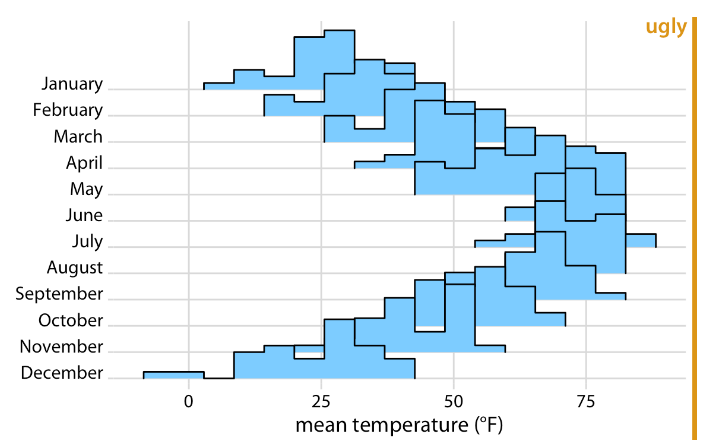 ugly
January
February
March
April
May
June
July
August
September
October
November
December
0 25 50 75
mean temperature (°F)